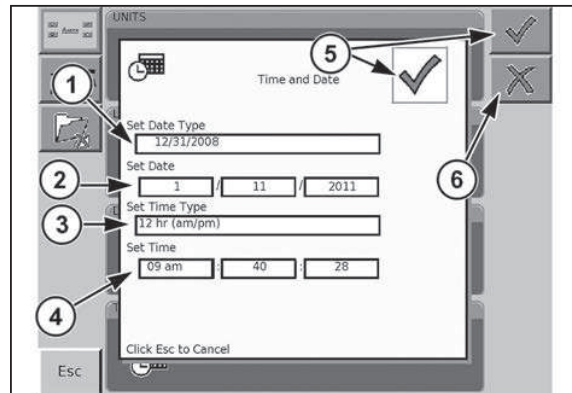 UNITS
Time and Date
Set Date Type
12/31/2008
Set Date
1 / 11 / 2011
Set Time Type
12 hr (am/pm)
Set Time
09 am : 40 : 28
Click Esc to Cancel
Esc
1
2
3
4
5
6